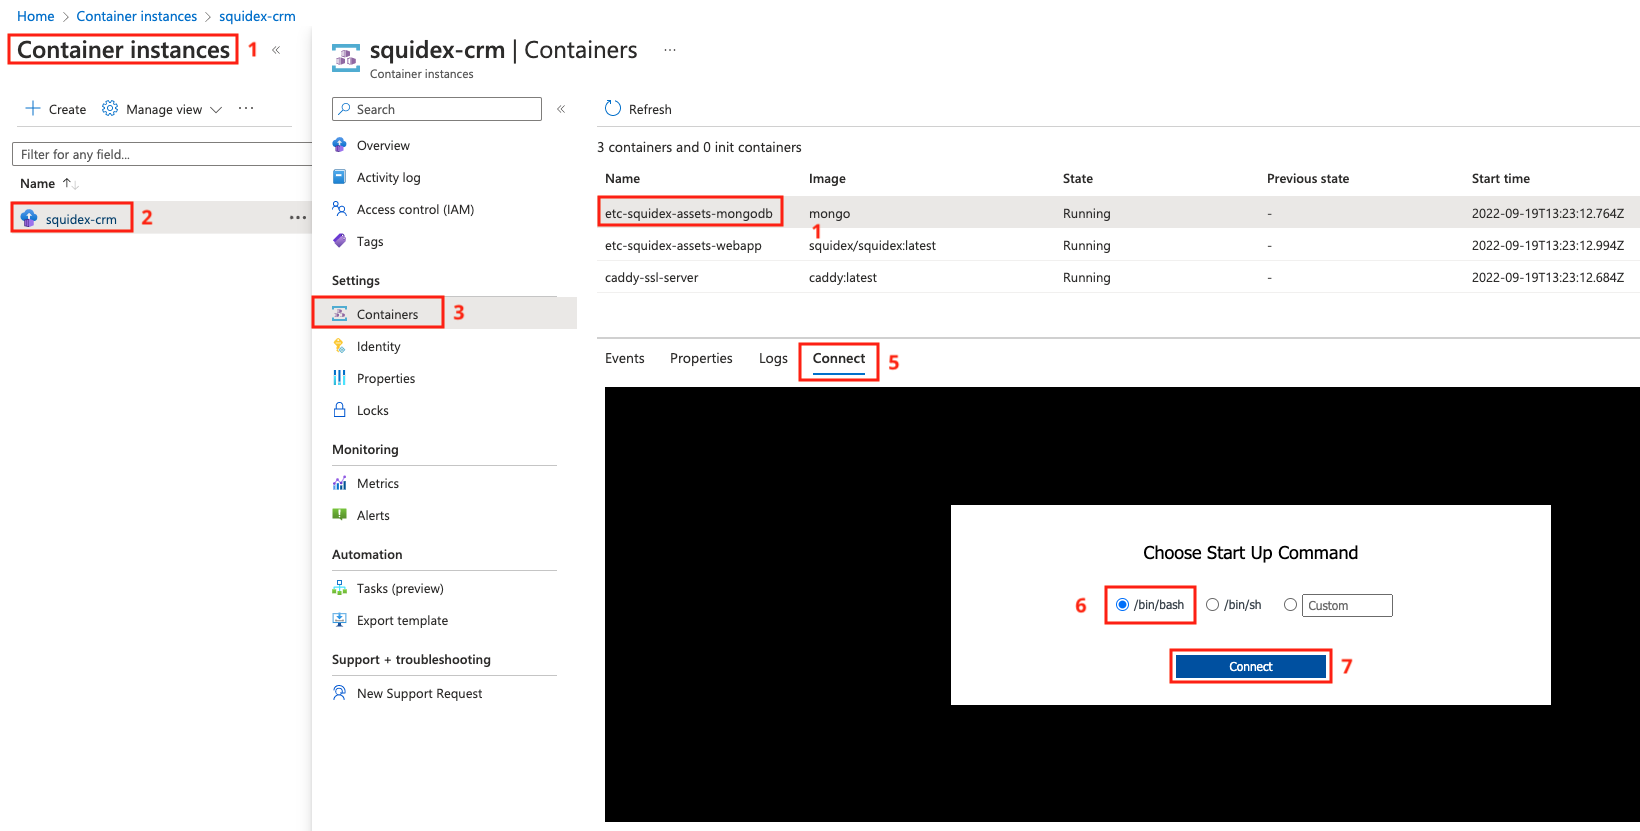 Home > Container instances > squidex-crm
Container instances 1 «
+ Create Manage view ···
Filter for any field...
Name ↑↓
squidex-crm ··· 2
squidex-crm | Containers ···
Container instances
Search «
Overview
Activity log
Access control (IAM)
Tags
Settings
Containers 3
Identity
Properties
Locks
Monitoring
Metrics
Alerts
Automation
Tasks (preview)
Export template
Support + troubleshooting
New Support Request
Refresh
3 containers and 0 init containers
Name Image State Previous state Start time
etc-squidex-assets-mongodb mongo Running - 2022-09-19T13:23:12.764Z
1
etc-squidex-assets-webapp squidex/squidex:latest Running - 2022-09-19T13:23:12.994Z
caddy-ssl-server caddy:latest Running - 2022-09-19T13:23:12.684Z
Events Properties Logs Connect 5
Choose Start Up Command
6 /bin/bash /bin/sh Custom
Connect 7